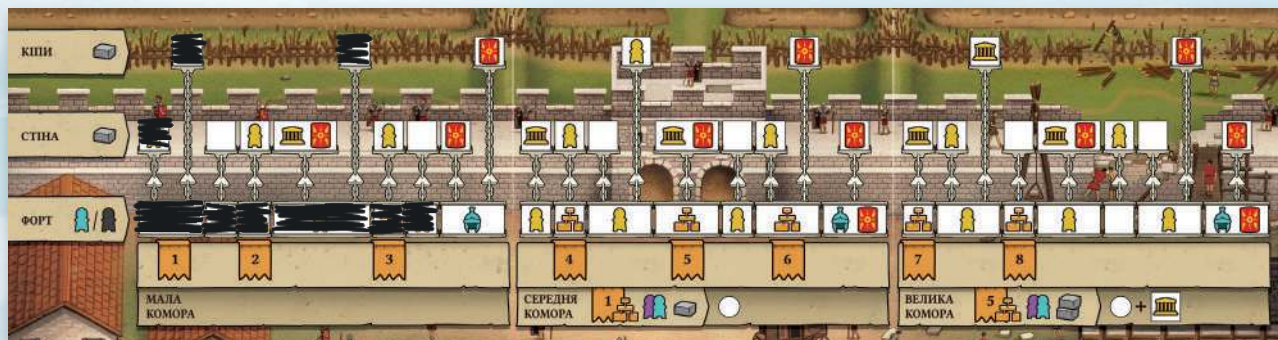 КІПИ
СТІНА
ФОРТ
/
1 2 3 4 5 6 7 8
МАЛА
КОМОРА
СЕРЕДНЯ
КОМОРА
1
ВЕЛИКА
КОМОРА
5
+